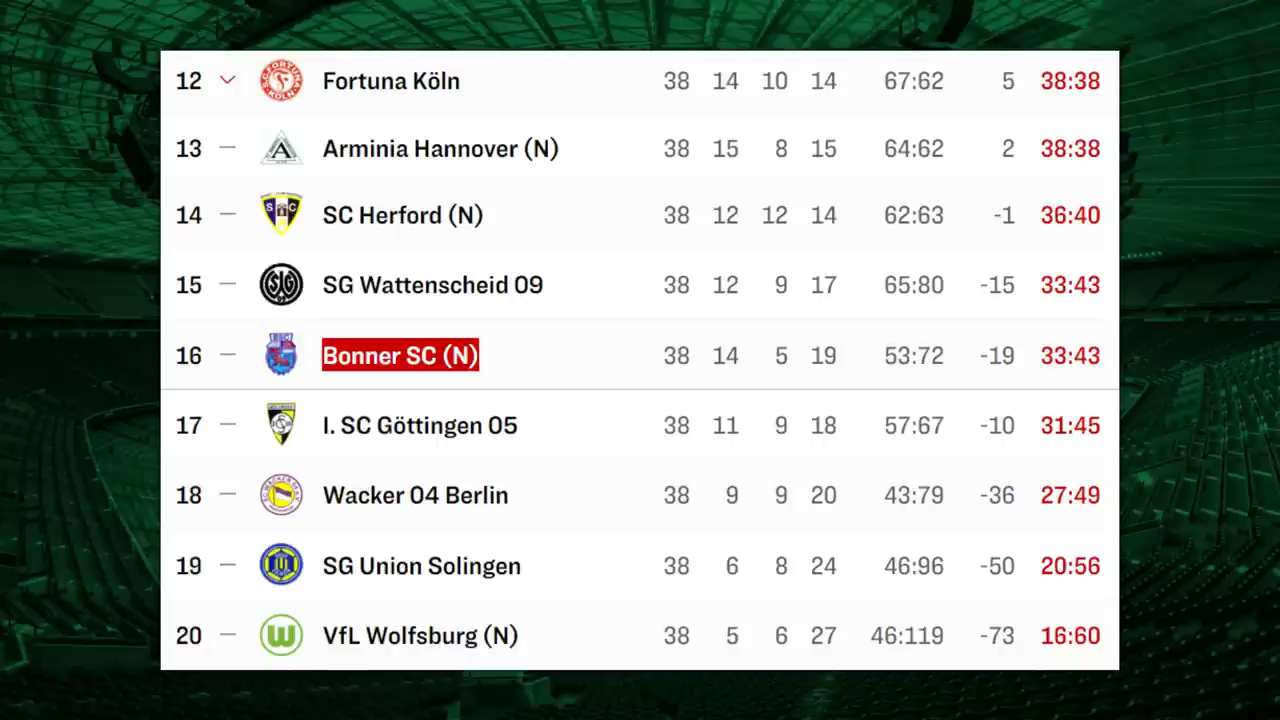 12 Fortuna Köln 38 14 10 14 67:62 5 38:38
13 Arminia Hannover (N) 38 15 8 15 64:62 2 38:38
14 SC Herford (N) 38 12 12 14 62:63 -1 36:40
15 SG Wattenscheid 09 38 12 9 17 65:80 -15 33:43
16 Bonner SC (N) 38 14 5 19 53:72 -19 33:43
17 I. SC Göttingen 05 38 11 9 18 57:67 -10 31:45
18 Wacker 04 Berlin 38 9 9 20 43:79 -36 27:49
19 SG Union Solingen 38 6 8 24 46:96 -50 20:56
20 VfL Wolfsburg (N) 38 5 6 27 46:119 -73 16:60